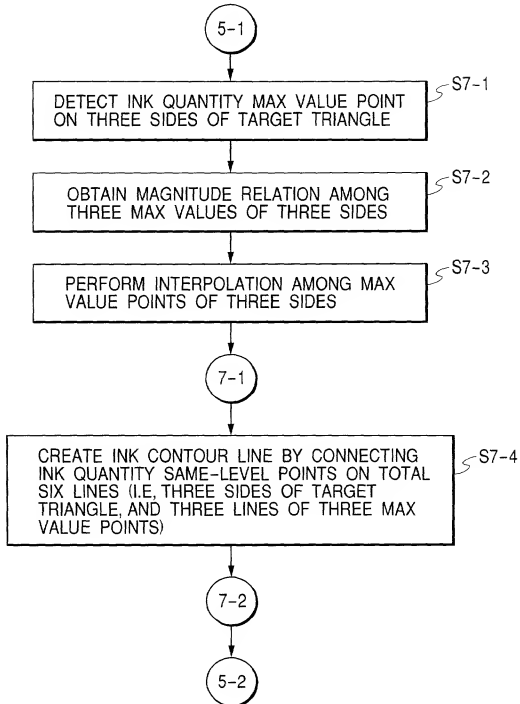 5-1
S7-1
DETECT INK QUANTITY MAX VALUE POINT
ON THREE SIDES OF TARGET TRIANGLE
S7-2
OBTAIN MAGNITUDE RELATION AMONG
THREE MAX VALUES OF THREE SIDES
S7-3
PERFORM INTERPOLATION AMONG MAX
VALUE POINTS OF THREE SIDES
7-1
CREATE INK CONTOUR LINE BY CONNECTING
INK QUANTITY SAME-LEVEL POINTS ON TOTAL
SIX LINES (I.E, THREE SIDES OF TARGET
TRIANGLE, AND THREE LINES OF THREE MAX
VALUE POINTS)
S7-4
7-2
5-2